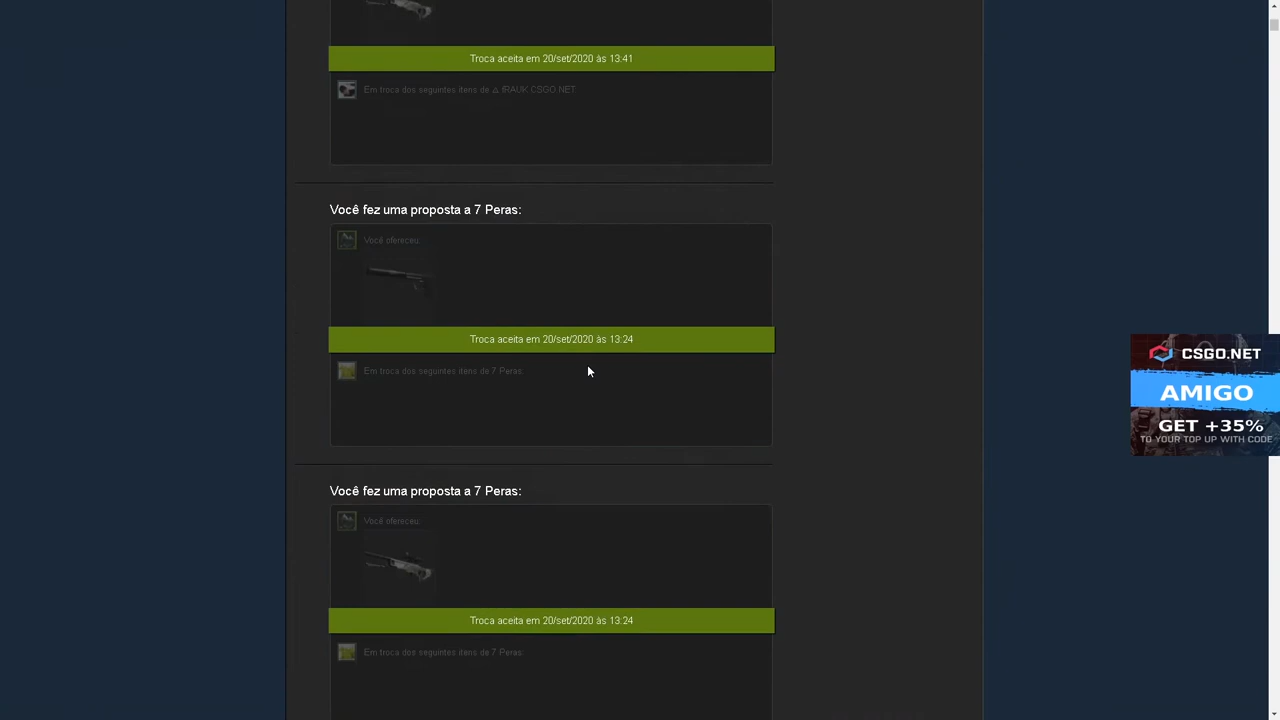 Troca aceita em 20/set/2020 às 13:41
Em troca dos seguintes itens de ⚠ fRAUK CSGO.NET
Você fez uma proposta a 7 Peras:
Você ofereceu:
Troca aceita em 20/set/2020 às 13:24
Em troca dos seguintes itens de 7 Peras:
Você fez uma proposta a 7 Peras:
Você ofereceu:
Troca aceita em 20/set/2020 às 13:24
Em troca dos seguintes itens de 7 Peras:
CSGO.NET
AMIGO
GET +35%
TO YOUR TOP UP WITH CODE